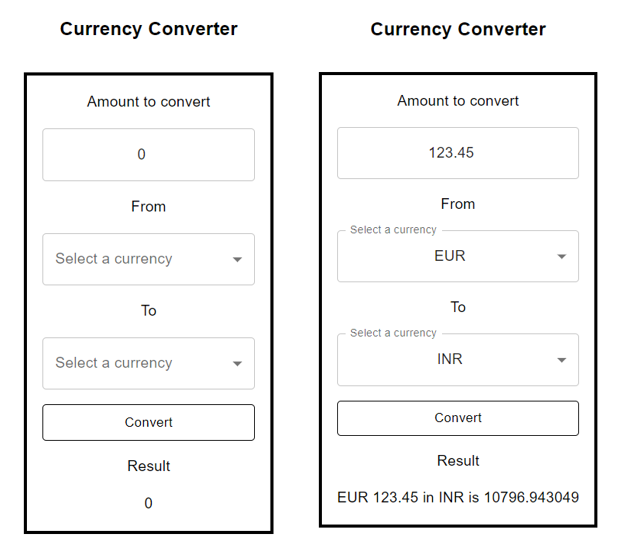 Currency Converter
Amount to convert
0
From
Select a currency
To
Select a currency
Convert
Result
0
Currency Converter
Amount to convert
123.45
From
Select a currency
EUR
To
Select a currency
INR
Convert
Result
EUR 123.45 in INR is 10796.943049